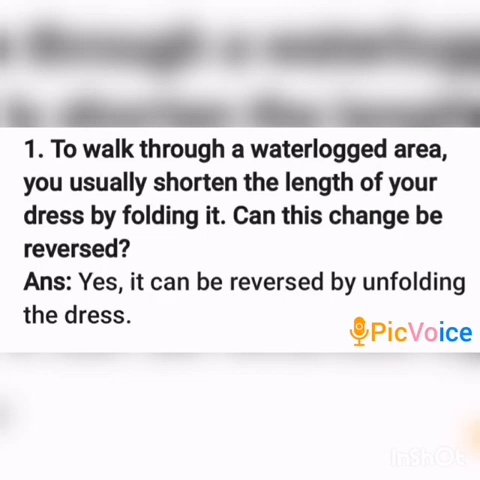 1. To walk through a waterlogged area,
you usually shorten the length of your
dress by folding it. Can this change be
reversed?
Ans: Yes, it can be reversed by unfolding
the dress.
PicVoice
InShOt